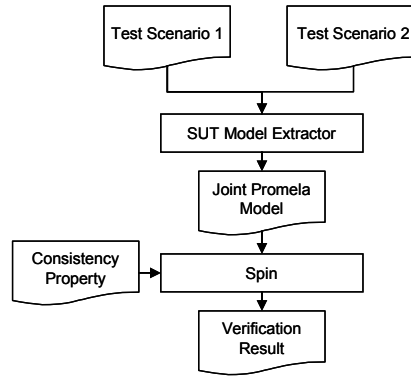 Test Scenario 1
Test Scenario 2
SUT Model Extractor
Joint Promela
Model
Consistency
Property
Spin
Verification
Result